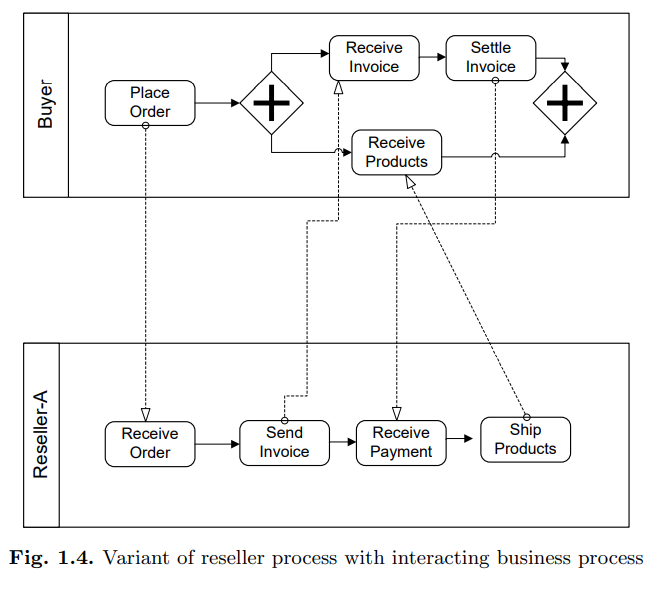 Buyer
Place
Order
Receive
Invoice
Settle
Invoice
Receive
Products
Reseller-A
Receive
Order
Send
Invoice
Receive
Payment
Ship
Products
Fig. 1.4. Variant of reseller process with interacting business process